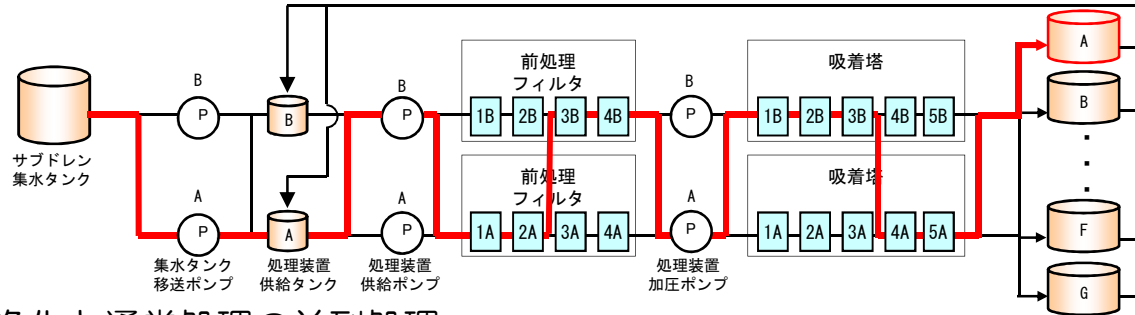 A
前処理
フィルタ
吸着塔
B
B
B
B
P
B
P
1B 2B 3B 4B
P
1B 2B 3B 4B 5B
サブドレン
集水タンク
前処理
フィルタ
吸着塔
A
A
A
P
A
P
1A 2A 3A 4A
P
1A 2A 3A 4A 5A
F
集水タンク
移送ポンプ
処理装置
供給タンク
処理装置
供給ポンプ
処理装置
加圧ポンプ
G